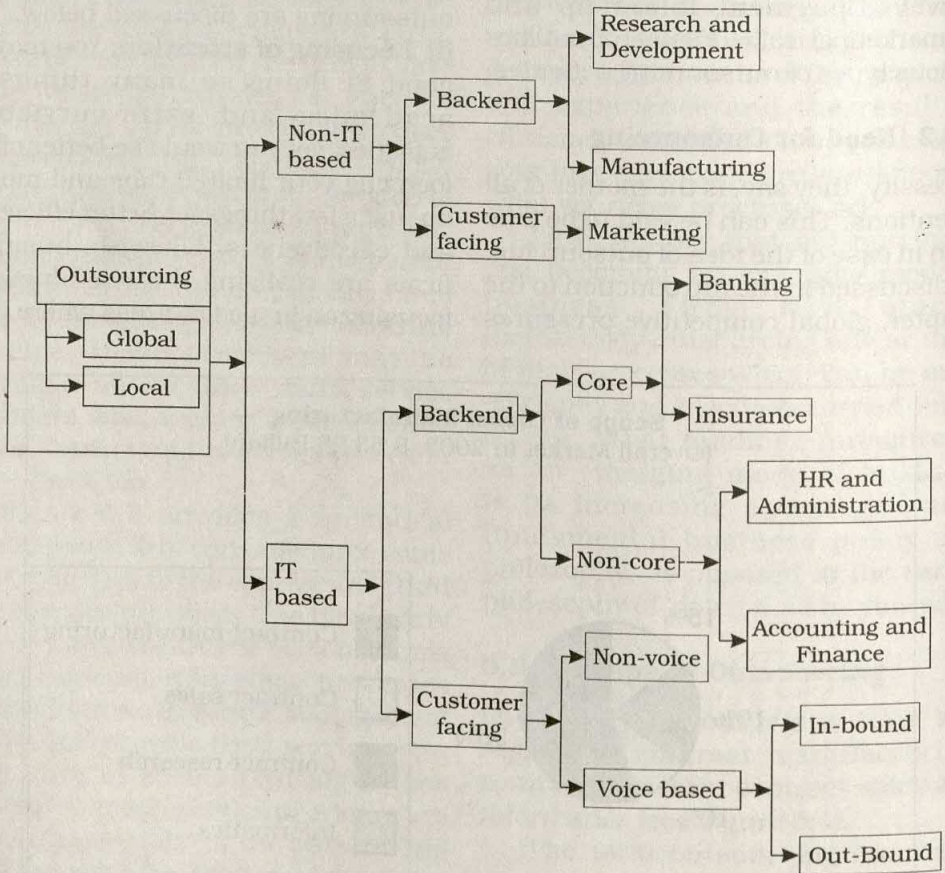 Outsourcing
Global
Local
Non-IT
based
Backend
Research and
Development
Manufacturing
Customer
facing
Marketing
IT
based
Backend
Core
Banking
Insurance
Non-core
HR and
Administration
Accounting and
Finance
Customer
facing
Non-voice
Voice based
In-bound
Out-Bound